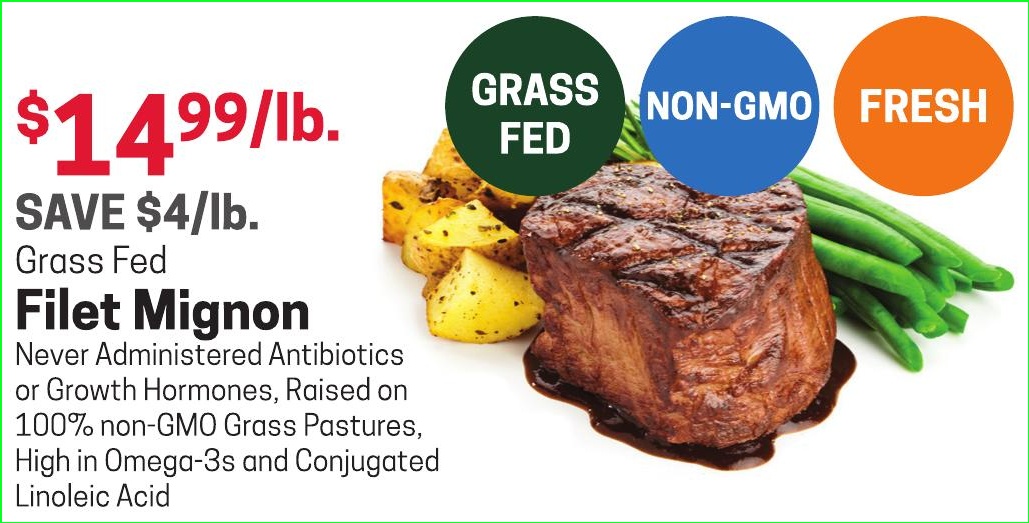 $14.99/lb.
SAVE $4/lb.
Grass Fed
Filet Mignon
Never Administered Antibiotics
or Growth Hormones, Raised on
100% non-GMO Grass Pastures,
High in Omega-3s and Conjugated
Linoleic Acid
GRASS
FED
NON-GMO
FRESH